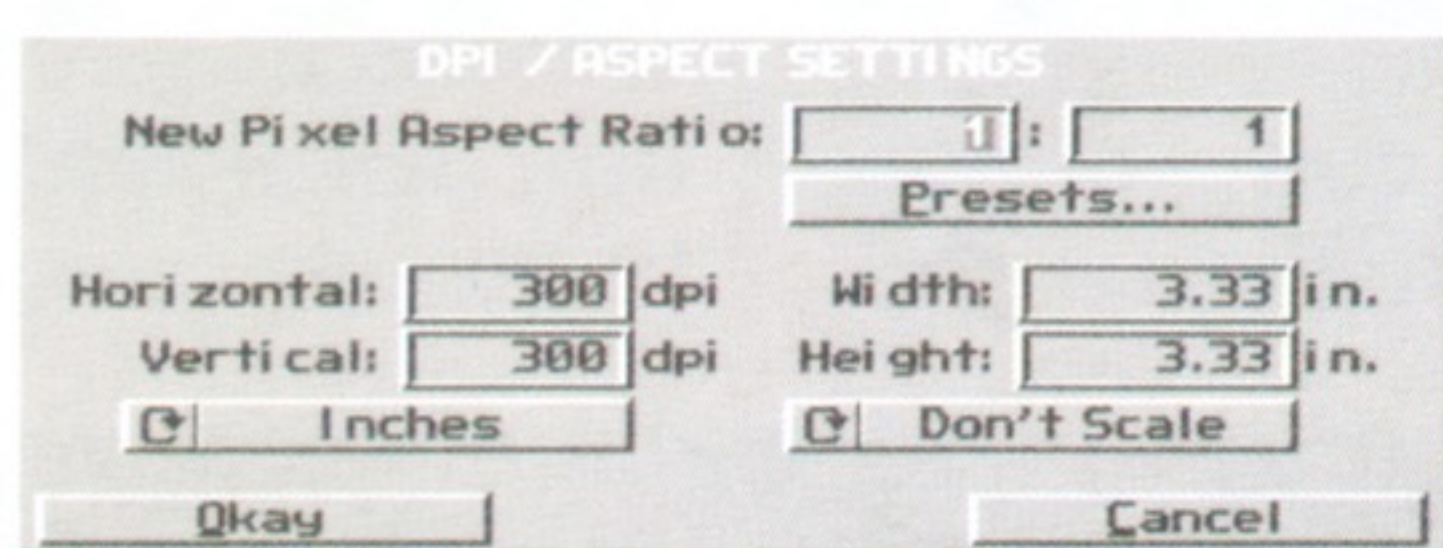 DPI / ASPECT SETTINGS
New Pixel Aspect Ratio: 1 : 1
Presets...
Horizontal: 300 dpi Width: 3.33 in.
Vertical: 300 dpi Height: 3.33 in.
Inches Don't Scale
Okay Cancel